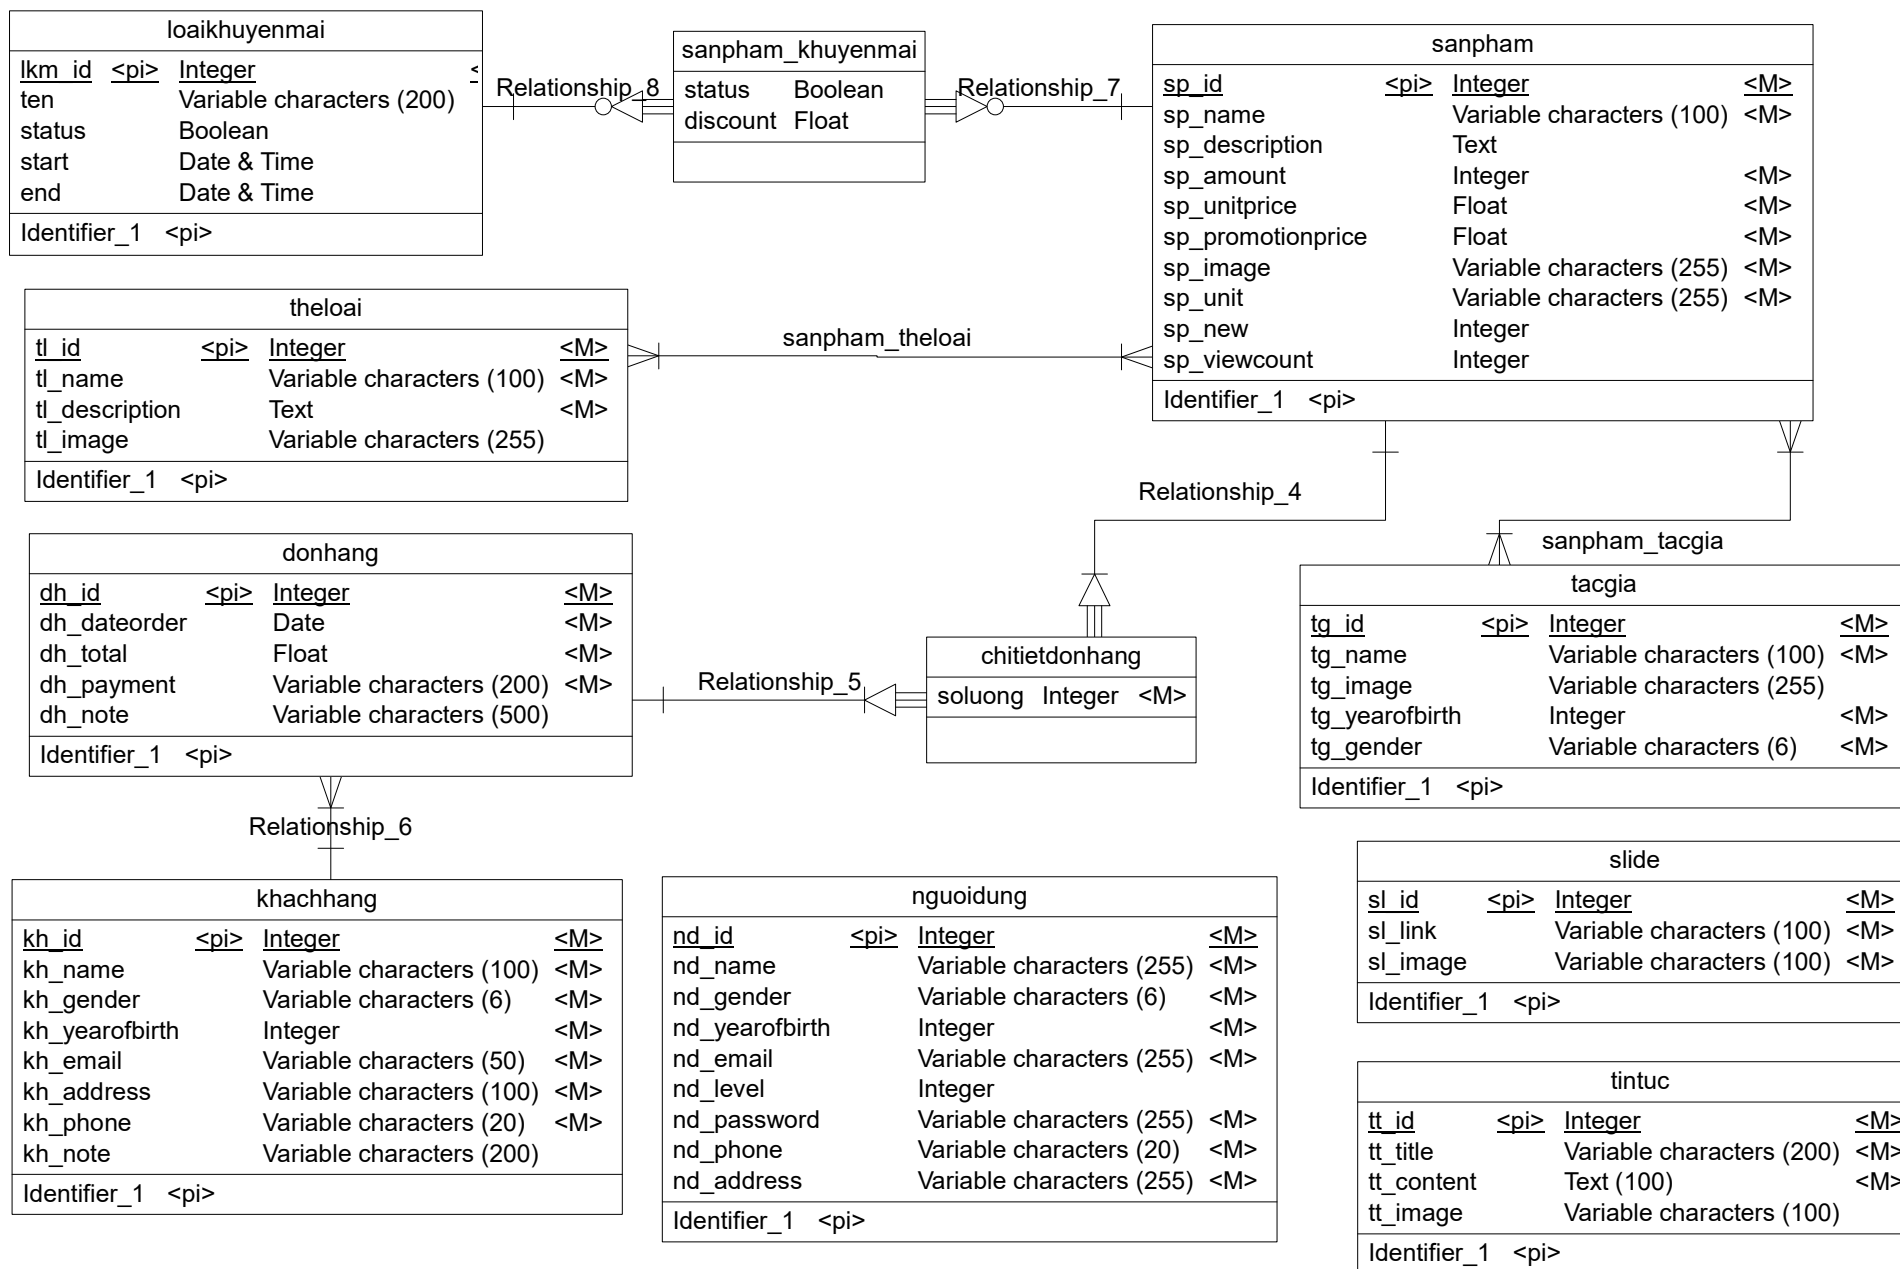 loaikhuyenmai
lkm_id <pi> Integer <
ten Variable characters (200)
status Boolean
start Date & Time
end Date & Time
Identifier_1 <pi>
Relationship_8
sanpham_khuyenmai
status Boolean
discount Float
Relationship_7
sanpham
sp_id <pi> Integer <M>
sp_name Variable characters (100) <M>
sp_description Text
sp_amount Integer <M>
sp_unitprice Float <M>
sp_promotionprice Float <M>
sp_image Variable characters (255) <M>
sp_unit Variable characters (255) <M>
sp_new Integer
sp_viewcount Integer
Identifier_1 <pi>
theloai
tl_id <pi> Integer <M>
tl_name Variable characters (100) <M>
tl_description Text <M>
tl_image Variable characters (255)
Identifier_1 <pi>
sanpham_theloai
Relationship_4
sanpham_tacgia
donhang
dh_id <pi> Integer <M>
dh_dateorder Date <M>
dh_total Float <M>
dh_payment Variable characters (200) <M>
dh_note Variable characters (500)
Identifier_1 <pi>
Relationship_5
chitietdonhang
soluong Integer <M>
tacgia
tg_id <pi> Integer <M>
tg_name Variable characters (100) <M>
tg_image Variable characters (255)
tg_yearofbirth Integer <M>
tg_gender Variable characters (6) <M>
Identifier_1 <pi>
Relationship_6
khachhang
kh_id <pi> Integer <M>
kh_name Variable characters (100) <M>
kh_gender Variable characters (6) <M>
kh_yearofbirth Integer <M>
kh_email Variable characters (50) <M>
kh_address Variable characters (100) <M>
kh_phone Variable characters (20) <M>
kh_note Variable characters (200)
Identifier_1 <pi>
nguoidung
nd_id <pi> Integer <M>
nd_name Variable characters (255) <M>
nd_gender Variable characters (6) <M>
nd_yearofbirth Integer <M>
nd_email Variable characters (255) <M>
nd_level Integer
nd_password Variable characters (255) <M>
nd_phone Variable characters (20) <M>
nd_address Variable characters (255) <M>
Identifier_1 <pi>
slide
sl_id <pi> Integer <M>
sl_link Variable characters (100) <M>
sl_image Variable characters (100) <M>
Identifier_1 <pi>
tintuc
tt_id <pi> Integer <M>
tt_title Variable characters (200) <M>
tt_content Text (100) <M>
tt_image Variable characters (100)
Identifier_1 <pi>